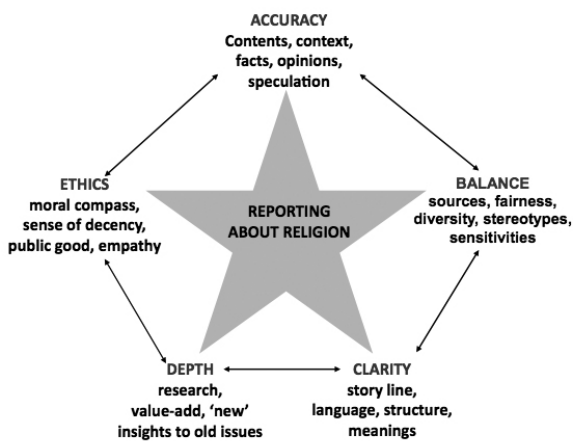 ACCURACY
Contents, context,
facts, opinions,
speculation
ETHICS
moral compass,
sense of decency,
public good, empathy
BALANCE
sources, fairness,
diversity, stereotypes,
sensitivities
REPORTING
ABOUT RELIGION
DEPTH
research,
value-add, ‘new’
insights to old issues
CLARITY
story line,
language, structure,
meanings